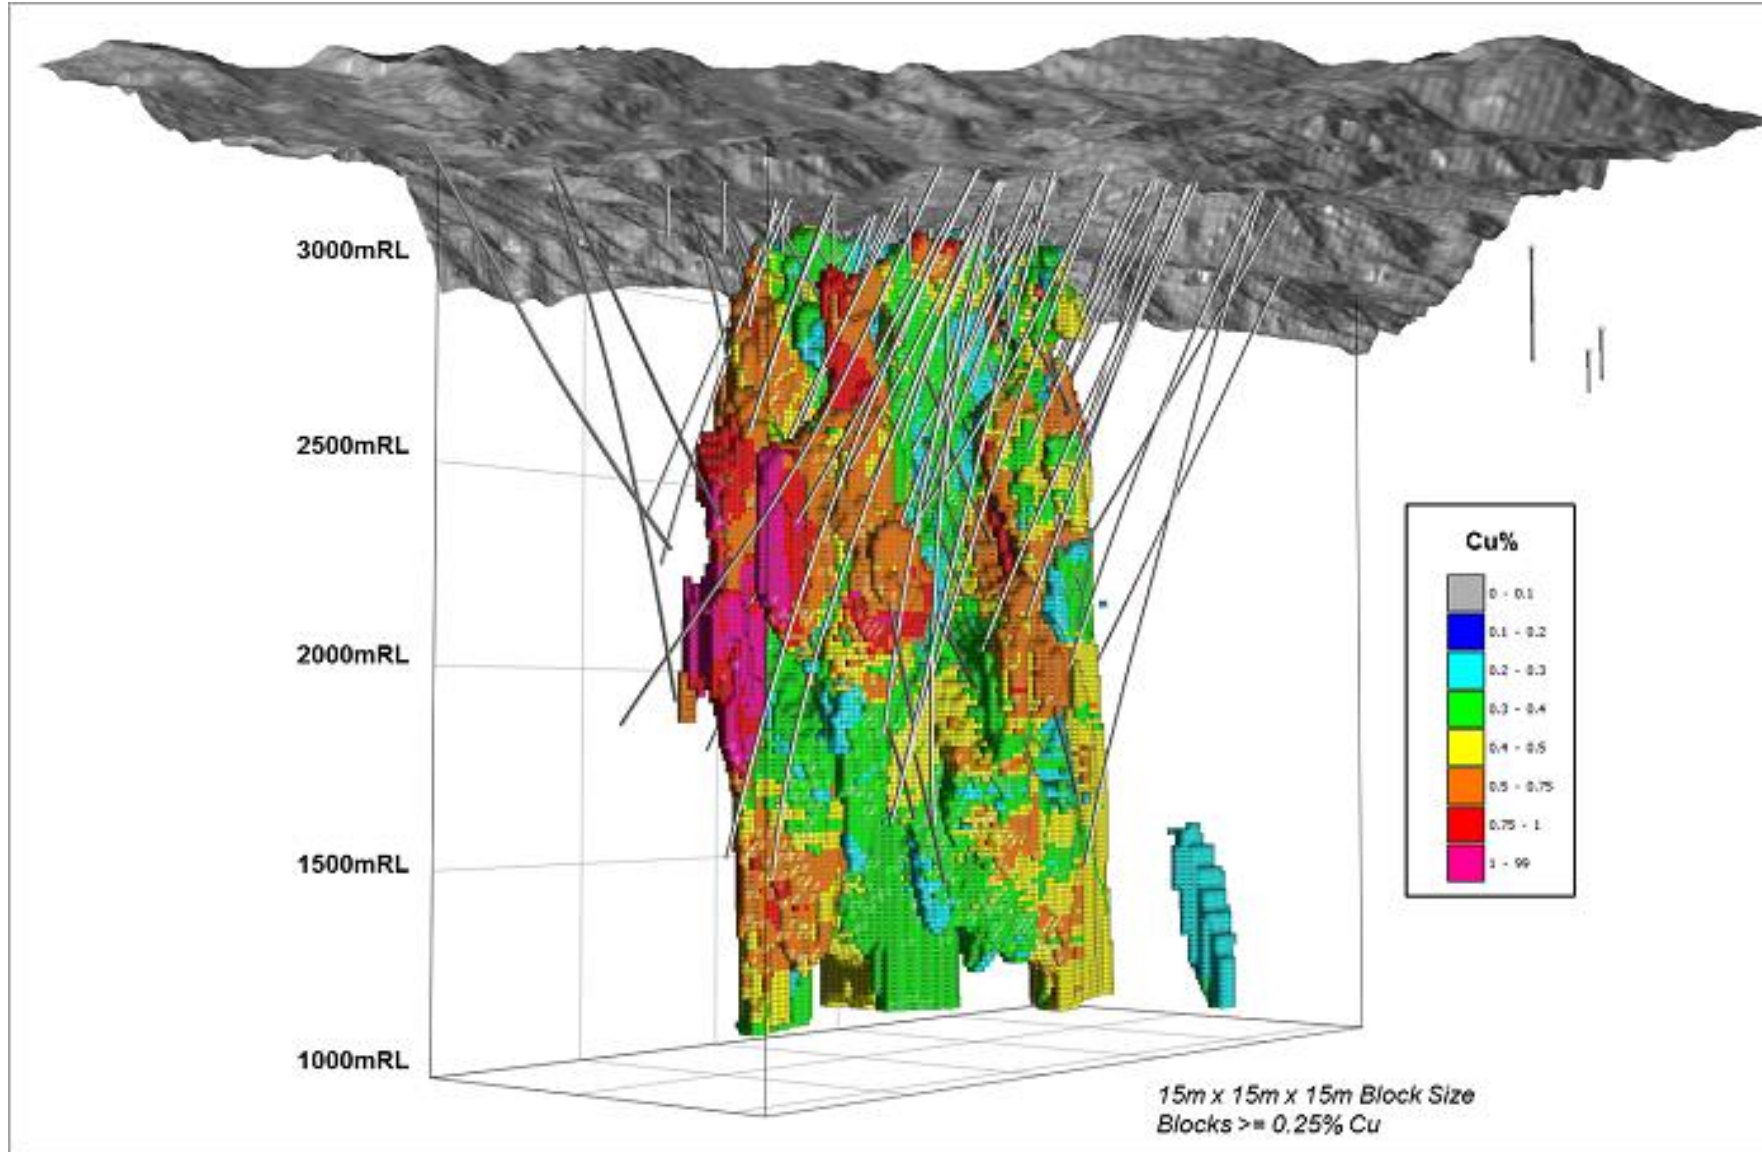 3000mRL
2500mRL
2000mRL
1500mRL
1000mRL
Cu%
0 - 0.1
0.1 - 0.2
0.2 - 0.3
0.3 - 0.4
0.4 - 0.5
0.5 - 0.75
0.75 - 1
1 - 99
15m x 15m x 15m Block Size
Blocks >= 0.25% Cu